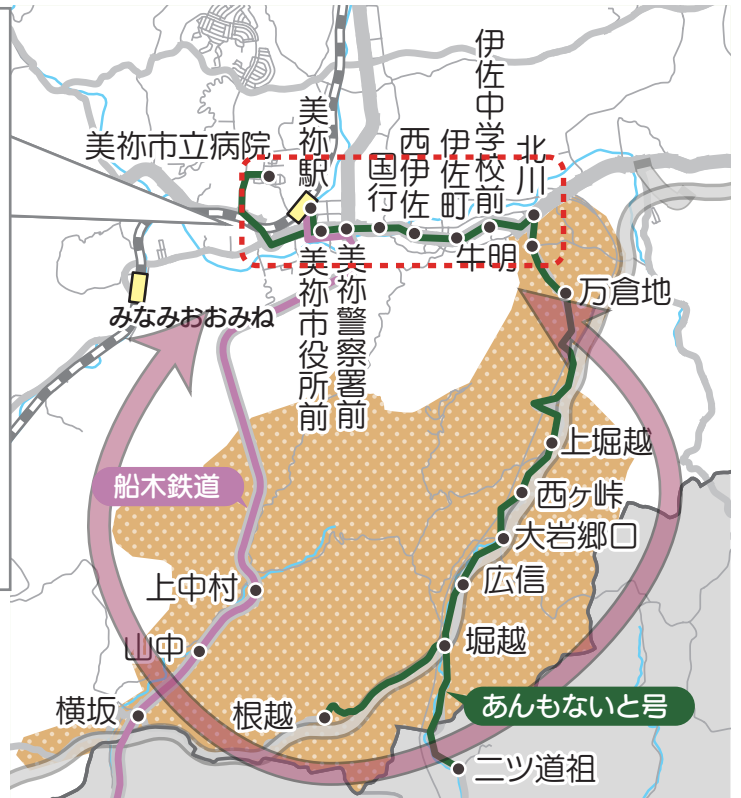 伊佐中学校前
美祢駅
北川
美祢市立病院
西伊佐
伊佐町
国行
牛明
美祢市役所前
美祢警察署前
万倉地
みなみおおみね
上堀越
船木鉄道
西ヶ峠
大岩郷口
上中村
広信
山中
堀越
横坂
根越
あんもないと号
二ツ道祖